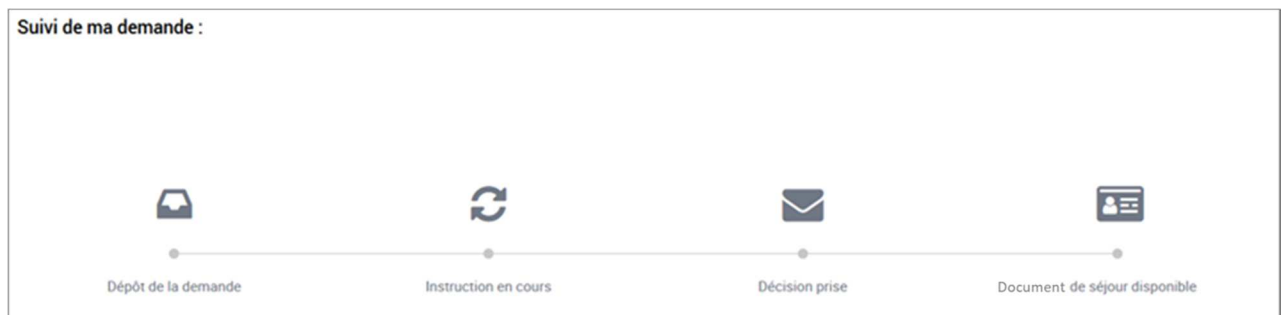 Suivi de ma demande :
Dépôt de la demande
Instruction en cours
Décision prise
Document de séjour disponible